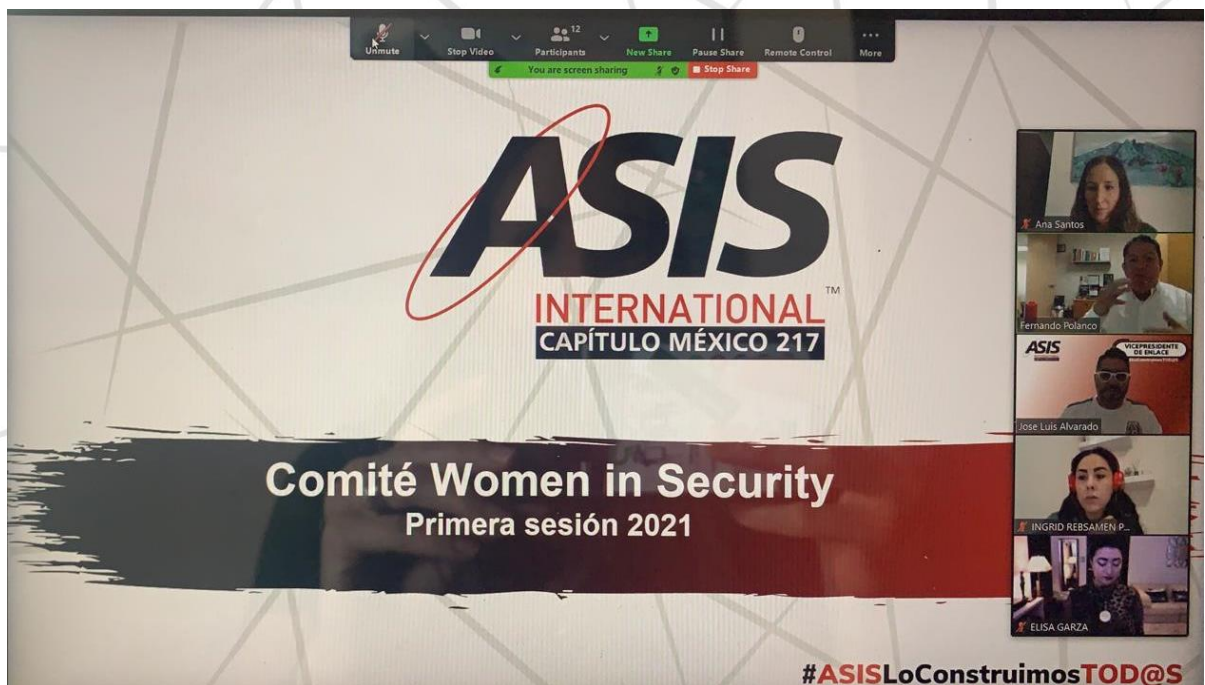 12
Unmute
Stop Video
Participants
New Share
Pause Share
Remote Control
More
You are screen sharing
Stop Share
ASIS
TM
INTERNATIONAL
CAPÍTULO MÉXICO 217
Comité Women in Security
Primera sesión 2021
#ASISLoConstruimosTOD@S
Ana Santos
Fernando Polanco
ASIS
VICEPRESIDENTE
DE ENLACE
Jose Luis Alvarado
INGRID REBSAMEN P...
ELISA GARZA